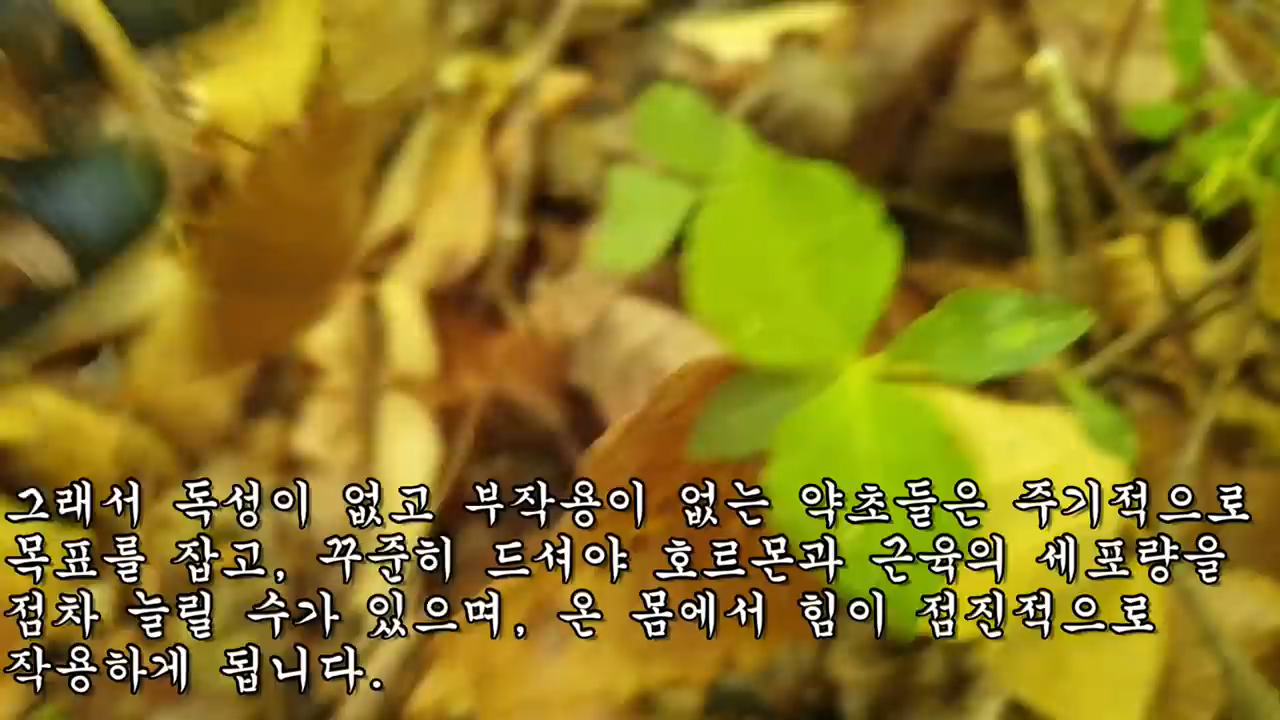 그래서 독성이 없고 부작용이 없는 약초들은 주기적으로
목표를 잡고, 꾸준히 드셔야 호르몬과 근육의 세포량을
점차 늘릴 수가 있으며, 온 몸에서 힘이 점진적으로
작용하게 됩니다.